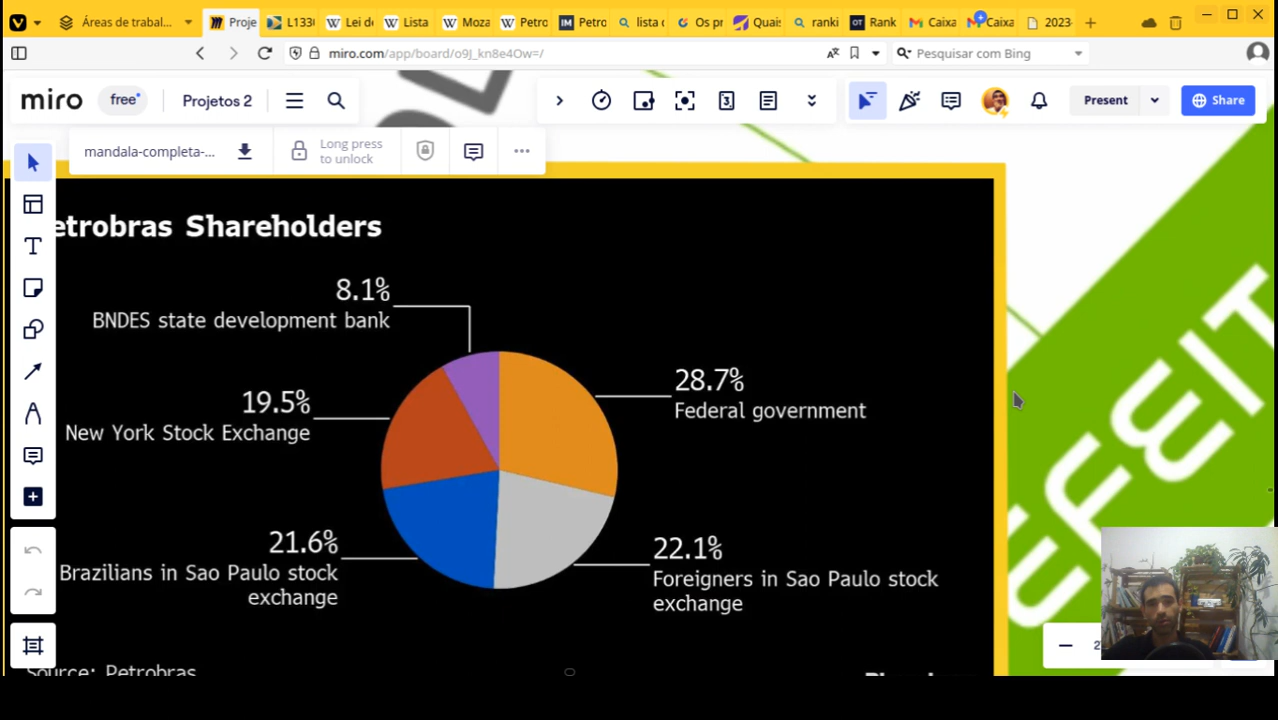 Áreas de trabal...
Proje
L133
Lei de
Lista
Moza
Petro
Petro
lista c
Os pr
Quais
ranki
Rank
Caixa
Caixa
2023-
miro.com/app/board/o9J_kn8e4Ow=/
Pesquisar com Bing
miro
free
Projetos 2
3
Present
Share
mandala-completa-...
Long press
to unlock
etrobras Shareholders
8.1%
BNDES state development bank
28.7%
Federal government
19.5%
New York Stock Exchange
21.6%
Brazilians in Sao Paulo stock
exchange
22.1%
Foreigners in Sao Paulo stock
exchange
Source: Petrobras
EFEIT